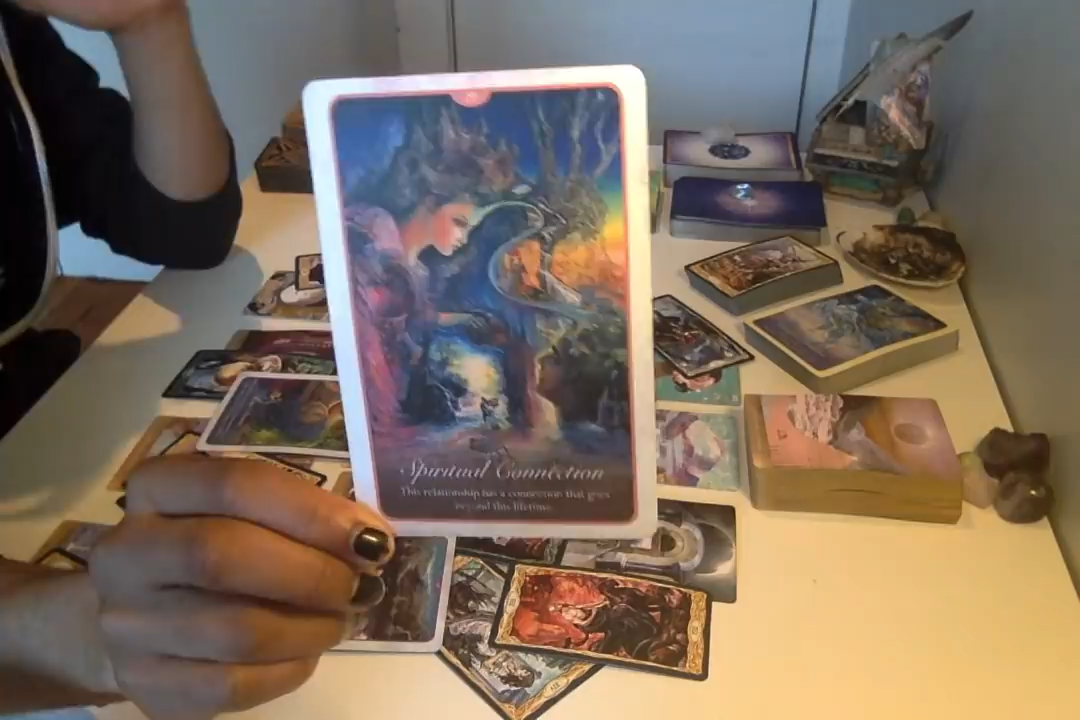 Spiritual Connection
This relationship has a connection that goes
beyond this lifetime.